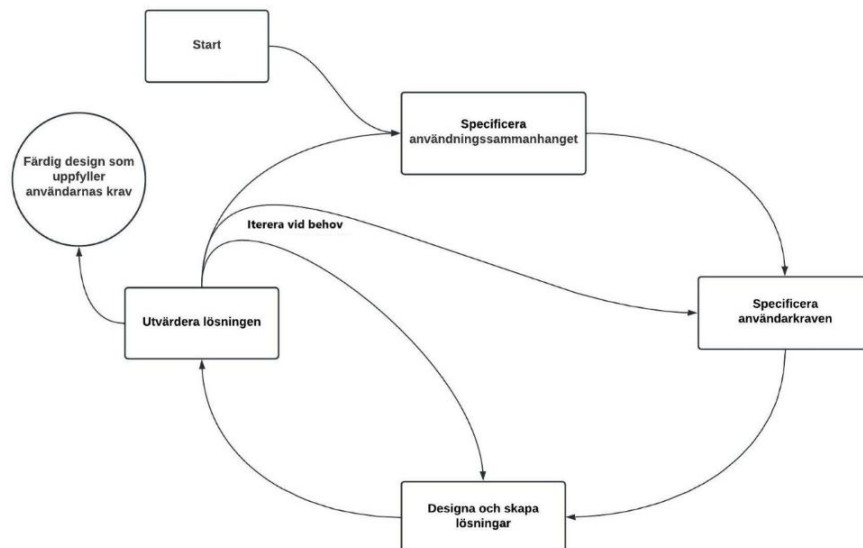 Start
Specificera
användningssammanhanget
Färdig design som
uppfyller
användarnas krav
Iterera vid behov
Utvärdera lösningen
Specificera
användarkraven
Designa och skapa
lösningar